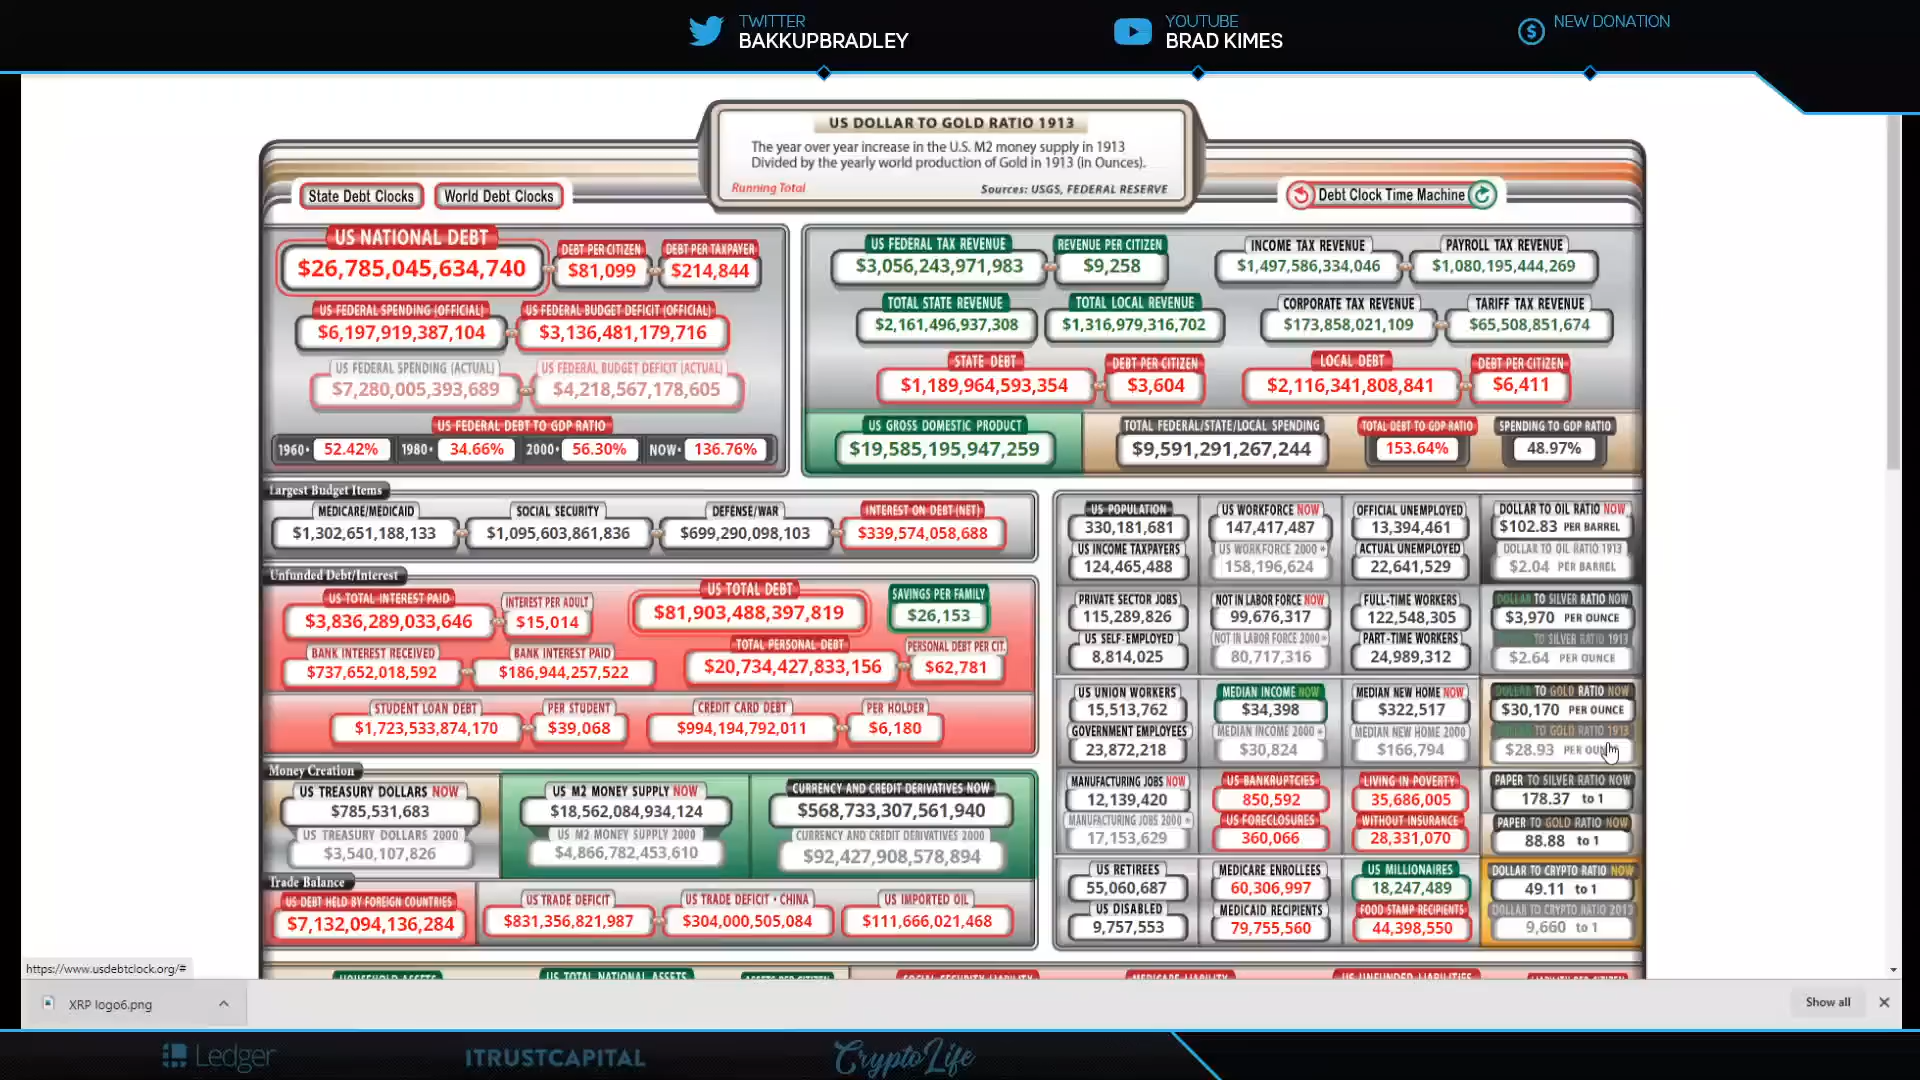 TWITTER
BAKKUPBRADLEY
YOUTUBE
BRAD KIMES
NEW DONATION
US DOLLAR TO GOLD RATIO 1913
The year over year increase in the U.S. M2 money supply in 1913
Divided by the yearly world production of Gold in 1913 (in Ounces).
Running Total
Sources: USGS, FEDERAL RESERVE
State Debt Clocks
World Debt Clocks
Debt Clock Time Machine
US NATIONAL DEBT
$26,785,045,634,740
DEBT PER CITIZEN
$81,099
DEBT PER TAXPAYER
$214,844
US FEDERAL SPENDING (OFFICIAL)
$6,197,919,387,104
US FEDERAL BUDGET DEFICIT (OFFICIAL)
$3,136,481,179,716
US FEDERAL SPENDING (ACTUAL)
$7,280,005,393,689
US FEDERAL BUDGET DEFICIT (ACTUAL)
$4,218,567,178,605
US FEDERAL DEBT TO GDP RATIO
1960• 52.42% 1980• 34.66% 2000• 56.30% NOW• 136.76%
US FEDERAL TAX REVENUE
$3,056,243,971,983
REVENUE PER CITIZEN
$9,258
INCOME TAX REVENUE
$1,497,586,334,046
PAYROLL TAX REVENUE
$1,080,195,444,269
TOTAL STATE REVENUE
$2,161,496,937,308
TOTAL LOCAL REVENUE
$1,316,979,316,702
CORPORATE TAX REVENUE
$173,858,021,109
TARIFF TAX REVENUE
$65,508,851,674
STATE DEBT
$1,189,964,593,354
DEBT PER CITIZEN
$3,604
LOCAL DEBT
$2,116,341,808,841
DEBT PER CITIZEN
$6,411
US GROSS DOMESTIC PRODUCT
$19,585,195,947,259
TOTAL FEDERAL/STATE/LOCAL SPENDING
$9,591,291,267,244
TOTAL DEBT TO GDP RATIO
153.64%
SPENDING TO GDP RATIO
48.97%
Largest Budget Items
MEDICARE/MEDICAID
$1,302,651,188,133
SOCIAL SECURITY
$1,095,603,861,836
DEFENSE/WAR
$699,290,098,103
INTEREST ON DEBT (NET)
$339,574,058,688
Unfunded Debt/Interest
US TOTAL INTEREST PAID
$3,836,289,033,646
INTEREST PER ADULT
$15,014
US TOTAL DEBT
$81,903,488,397,819
SAVINGS PER FAMILY
$26,153
BANK INTEREST RECEIVED
$737,652,018,592
BANK INTEREST PAID
$186,944,257,522
TOTAL PERSONAL DEBT
$20,734,427,833,156
PERSONAL DEBT PER CIT.
$62,781
STUDENT LOAN DEBT
$1,723,533,874,170
PER STUDENT
$39,068
CREDIT CARD DEBT
$994,194,792,011
PER HOLDER
$6,180
Money Creation
US TREASURY DOLLARS NOW
$785,531,683
US TREASURY DOLLARS 2000
$3,540,107,826
US M2 MONEY SUPPLY NOW
$18,562,084,934,124
US M2 MONEY SUPPLY 2000
$4,866,782,453,610
CURRENCY AND CREDIT DERIVATIVES NOW
$568,733,307,561,940
CURRENCY AND CREDIT DERIVATIVES 2000
$92,427,908,578,894
Trade Balance
US DEBT HELD BY FOREIGN COUNTRIES
$7,132,094,136,284
US TRADE DEFICIT
$831,356,821,987
US TRADE DEFICIT • CHINA
$304,000,505,084
US IMPORTED OIL
$111,666,021,468
US POPULATION
330,181,681
US WORKFORCE NOW
147,417,487
OFFICIAL UNEMPLOYED
13,394,461
DOLLAR TO OIL RATIO NOW
$102.83 PER BARREL
US INCOME TAXPAYERS
124,465,488
US WORKFORCE 2000 *
158,196,624
ACTUAL UNEMPLOYED
22,641,529
DOLLAR TO OIL RATIO 1913
$2.04 PER BARREL
PRIVATE SECTOR JOBS
115,289,826
NOT IN LABOR FORCE NOW
99,676,317
FULL-TIME WORKERS
122,548,305
DOLLAR TO SILVER RATIO NOW
$3,970 PER OUNCE
US SELF-EMPLOYED
8,814,025
NOT IN LABOR FORCE 2000 *
80,717,316
PART-TIME WORKERS
24,989,312
TO SILVER RATIO 1913
$2.64 PER OUNCE
US UNION WORKERS
15,513,762
MEDIAN INCOME NOW
$34,398
MEDIAN NEW HOME NOW
$322,517
DOLLAR TO GOLD RATIO NOW
$30,170 PER OUNCE
GOVERNMENT EMPLOYEES
23,872,218
MEDIAN INCOME 2000 *
$30,824
MEDIAN NEW HOME 2000
$166,794
TO GOLD RATIO 1913
$28.93 PER
MANUFACTURING JOBS NOW
12,139,420
US BANKRUPTCIES
850,592
LIVING IN POVERTY
35,686,005
PAPER TO SILVER RATIO NOW
178.37 to 1
MANUFACTURING JOBS 2000 *
17,153,629
US FORECLOSURES
360,066
WITHOUT INSURANCE
28,331,070
PAPER TO GOLD RATIO NOW
88.88 to 1
US RETIREES
55,060,687
MEDICARE ENROLLEES
60,306,997
US MILLIONAIRES
18,247,489
DOLLAR TO CRYPTO RATIO NOW
49.11 to 1
US DISABLED
9,757,553
MEDICAID RECIPIENTS
79,755,560
FOOD STAMP RECIPIENTS
44,398,550
DOLLAR TO CRYPTO RATIO 2013
9,660 to 1
HOUSEHOLD ASSETS
US TOTAL NATIONAL ASSETS
ASSETS PER CITIZEN
SOCIAL SECURITY LIABILITY
MEDICARE LIABILITY
US UNFUNDED LIABILITIES
LIABILITY PER CITIZEN
https://www.usdebtclock.org/#
XRP logo6.png
Show all
Ledger
ITRUSTCAPITAL
CryptoLife